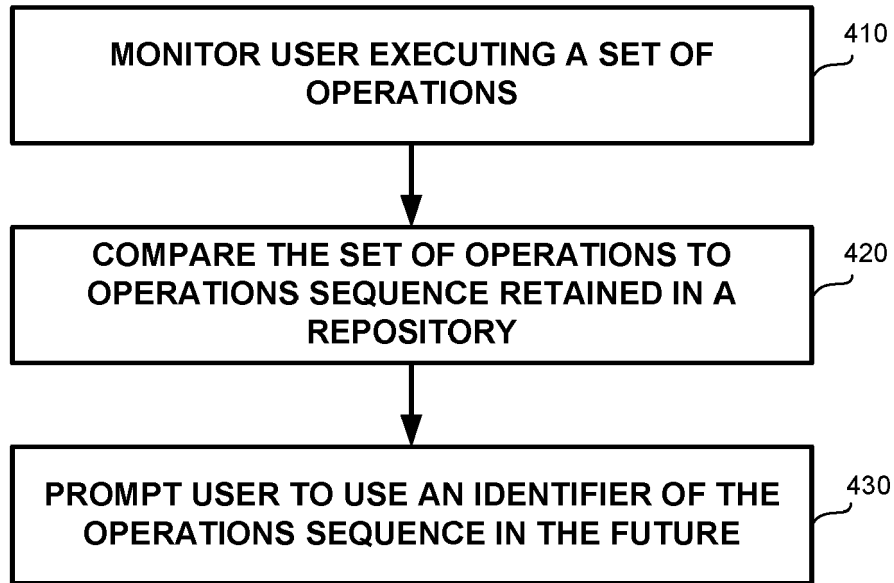 MONITOR USER EXECUTING A SET OF
OPERATIONS
410
COMPARE THE SET OF OPERATIONS TO
OPERATIONS SEQUENCE RETAINED IN A
REPOSITORY
420
PROMPT USER TO USE AN IDENTIFIER OF THE
OPERATIONS SEQUENCE IN THE FUTURE
430